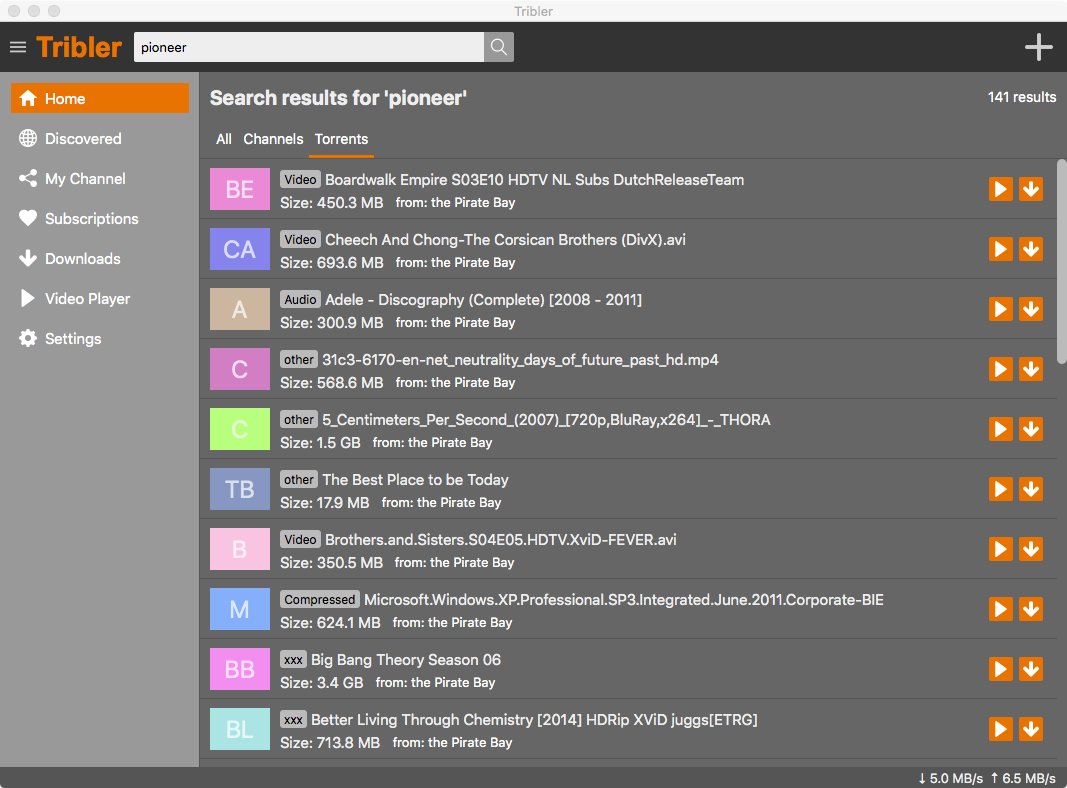 Tribler
Tribler
pioneer
Home
Discovered
My Channel
Subscriptions
Downloads
Video Player
Settings
Search results for 'pioneer'
141 results
All Channels Torrents
BE
Video Boardwalk Empire S03E10 HDTV NL Subs DutchReleaseTeam
Size: 450.3 MB from: the Pirate Bay
CA
Video Cheech And Chong-The Corsican Brothers (DivX).avi
Size: 693.6 MB from: the Pirate Bay
A
Audio Adele - Discography (Complete) [2008 - 2011]
Size: 300.9 MB from: the Pirate Bay
C
other 31c3-6170-en-net_neutrality_days_of_future_past_hd.mp4
Size: 568.6 MB from: the Pirate Bay
C
other 5_Centimeters_Per_Second_(2007)_[720p,BluRay,x264]_-_THORA
Size: 1.5 GB from: the Pirate Bay
TB
other The Best Place to be Today
Size: 17.9 MB from: the Pirate Bay
B
Video Brothers.and.Sisters.S04E05.HDTV.XviD-FEVER.avi
Size: 350.5 MB from: the Pirate Bay
M
Compressed Microsoft.Windows.XP.Professional.SP3.Integrated.June.2011.Corporate-BIE
Size: 624.1 MB from: the Pirate Bay
BB
xxx Big Bang Theory Season 06
Size: 3.4 GB from: the Pirate Bay
BL
xxx Better Living Through Chemistry [2014] HDRip XViD juggs[ETRG]
Size: 713.8 MB from: the Pirate Bay
↓ 5.0 MB/s ↑ 6.5 MB/s